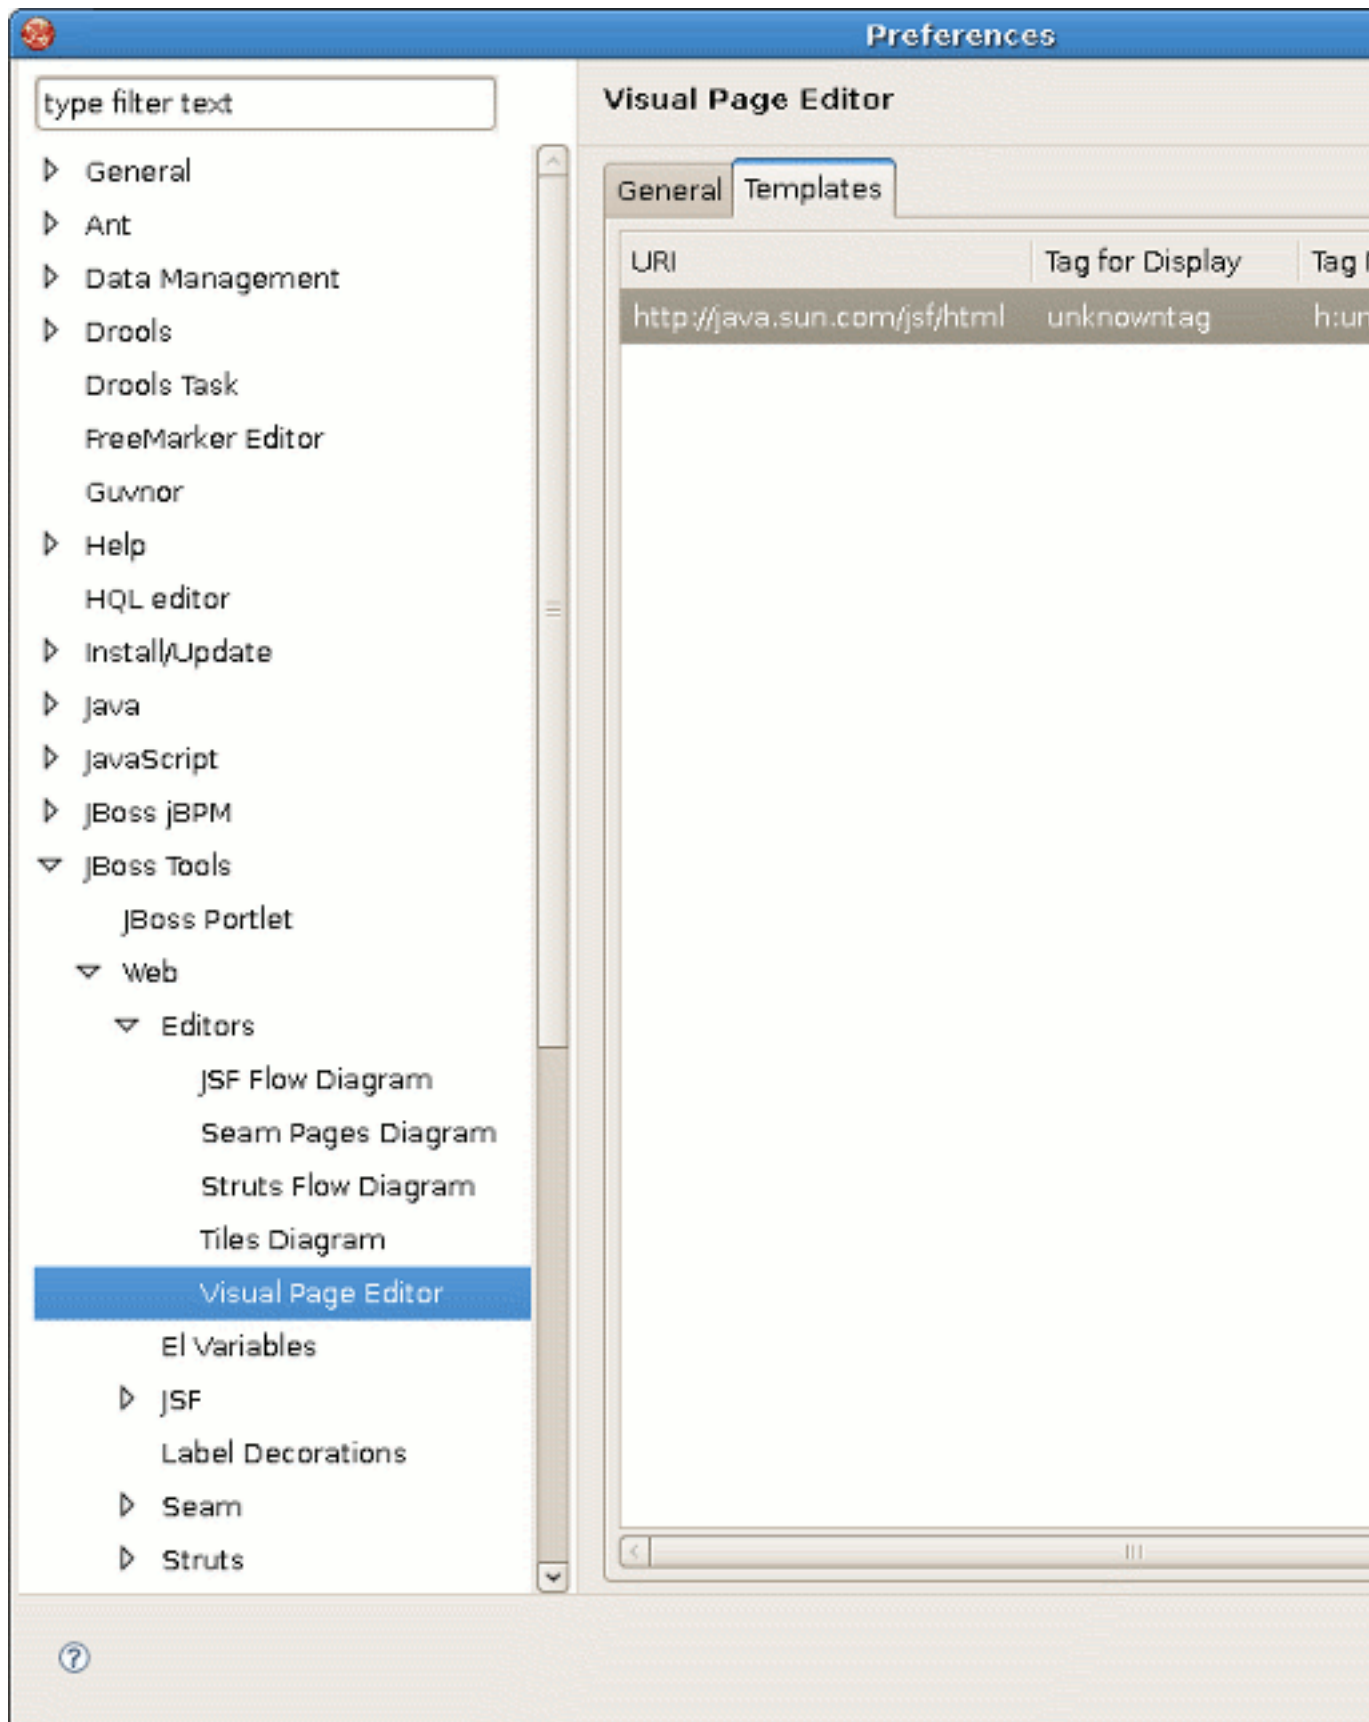 Preferences
type filter text
Visual Page Editor
General
Ant
Data Management
Drools
Drools Task
FreeMarker Editor
Guvnor
Help
HQL editor
Install/Update
Java
JavaScript
JBoss jBPM
JBoss Tools
JBoss Portlet
Web
Editors
JSF Flow Diagram
Seam Pages Diagram
Struts Flow Diagram
Tiles Diagram
Visual Page Editor
El Variables
JSF
Label Decorations
Seam
Struts
General Templates
URI Tag for Display Tag
http://java.sun.com/jsf/html unknowntag h:un